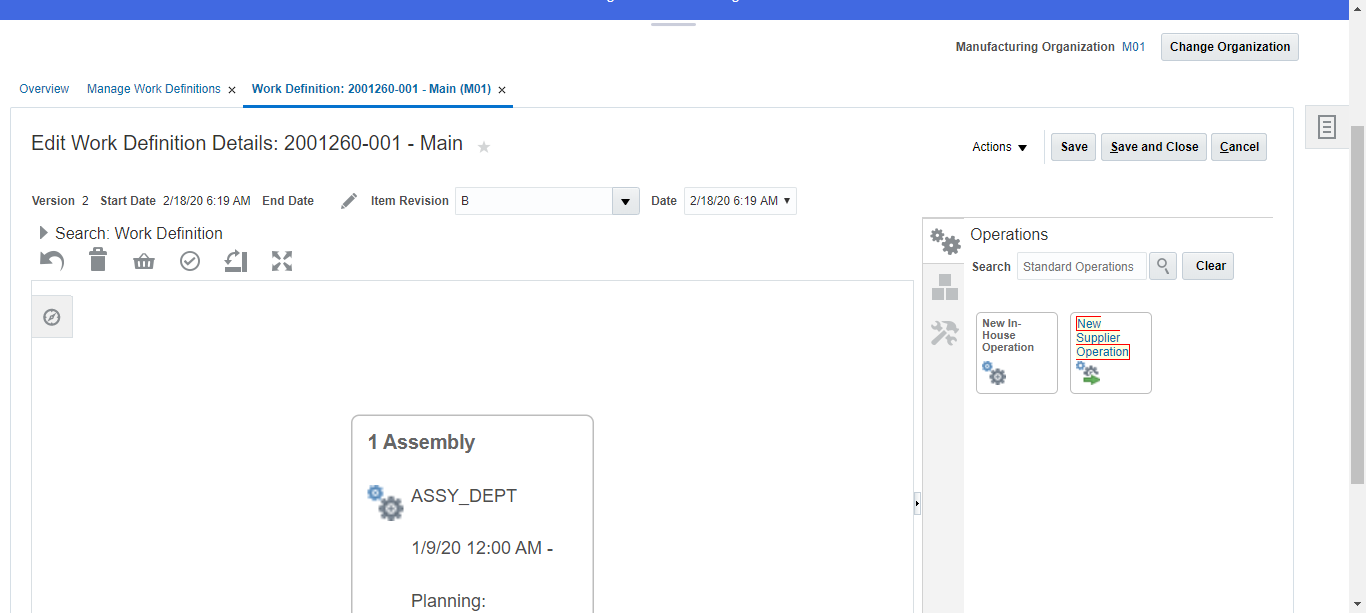 Manufacturing Organization M01 Change Organization
Overview Manage Work Definitions × Work Definition: 2001260-001 - Main (M01) ×
Edit Work Definition Details: 2001260-001 - Main
Actions Save Save and Close Cancel
Version 2 Start Date 2/18/20 6:19 AM End Date Item Revision B Date 2/18/20 6:19 AM
Search: Work Definition
Operations
Search Standard Operations Clear
New In-
House
Operation
New
Supplier
Operation
1 Assembly
ASSY_DEPT
1/9/20 12:00 AM -
Planning: